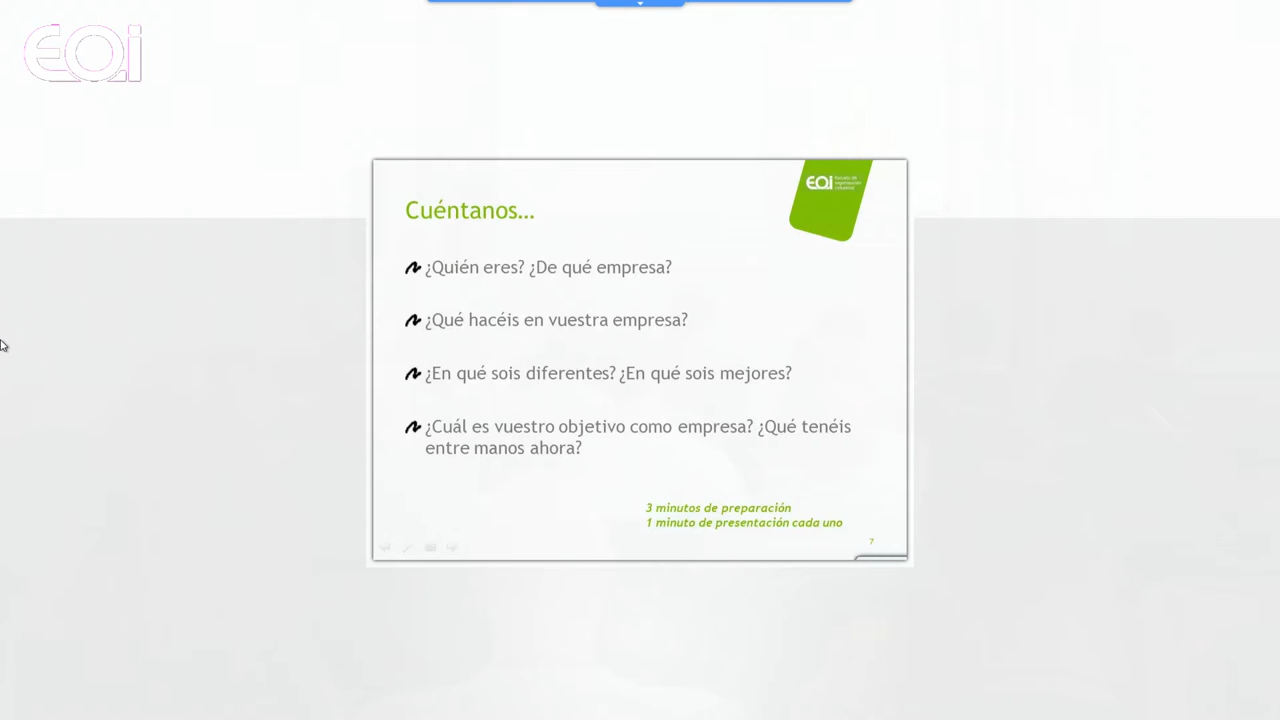 EOI
EOI
Cuéntanos...
¿Quién eres? ¿De qué empresa?
¿Qué hacéis en vuestra empresa?
¿En qué sois diferentes? ¿En qué sois mejores?
¿Cuál es vuestro objetivo como empresa? ¿Qué tenéis
entre manos ahora?
3 minutos de preparación
1 minuto de presentación cada uno
7